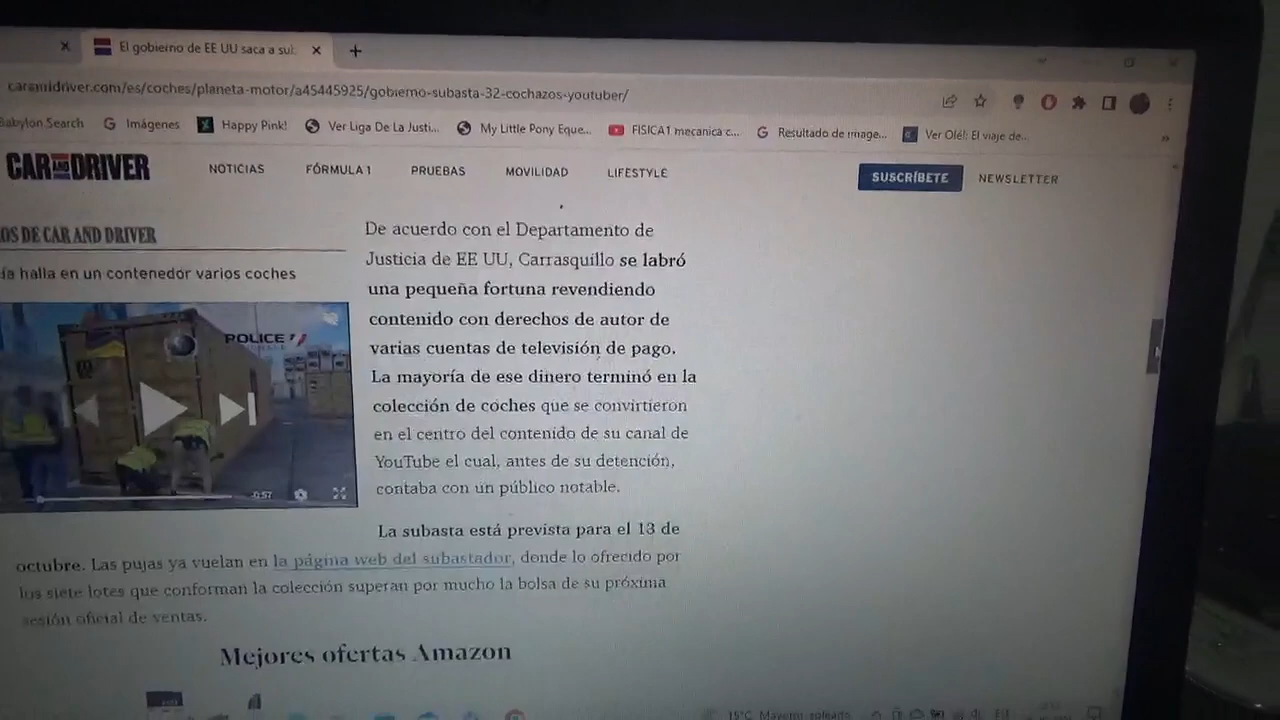 El gobierno de EE UU saca a sub
caranddriver.com/es/coches/planeta-motor/a45445925/gobierno-subasta-32-cochazos-youtuber/
Babylon Search
Imágenes
Happy Pink!
Ver Liga De La Justi...
My Little Pony Eque...
FISICA1 mecanica c...
Resultado de image...
Ver Olé!: El viaje de...
CAR AND DRIVER
NOTICIAS
FÓRMULA 1
PRUEBAS
MOVILIDAD
LIFESTYLE
SUSCRÍBETE
NEWSLETTER
OS DE CAR AND DRIVER
ía halla en un contenedor varios coches
POLICE
0:57
De acuerdo con el Departamento de
Justicia de EE UU, Carrasquillo se labró
una pequeña fortuna revendiendo
contenido con derechos de autor de
varias cuentas de televisión de pago.
La mayoría de ese dinero terminó en la
colección de coches que se convirtieron
en el centro del contenido de su canal de
YouTube el cual, antes de su detención,
contaba con un público notable.
La subasta está prevista para el 13 de
octubre. Las pujas ya vuelan en la página web del subastador, donde lo ofrecido por
los siete lotes que conforman la colección superan por mucho la bolsa de su próxima
sesión oficial de ventas.
Mejores ofertas Amazon
15°C Mayorm. soleado